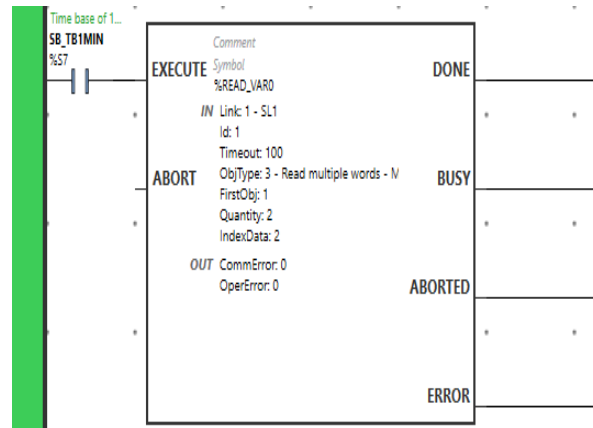 Time base of 1...
SB_TB1MIN
%S7
Comment
EXECUTE Symbol DONE
%READ_VAR0
IN Link: 1 - SL1
Id: 1
Timeout: 100
ABORT ObjType: 3 - Read multiple words - M BUSY
FirstObj: 1
Quantity: 2
IndexData: 2
OUT CommError: 0
OperError: 0 ABORTED
ERROR